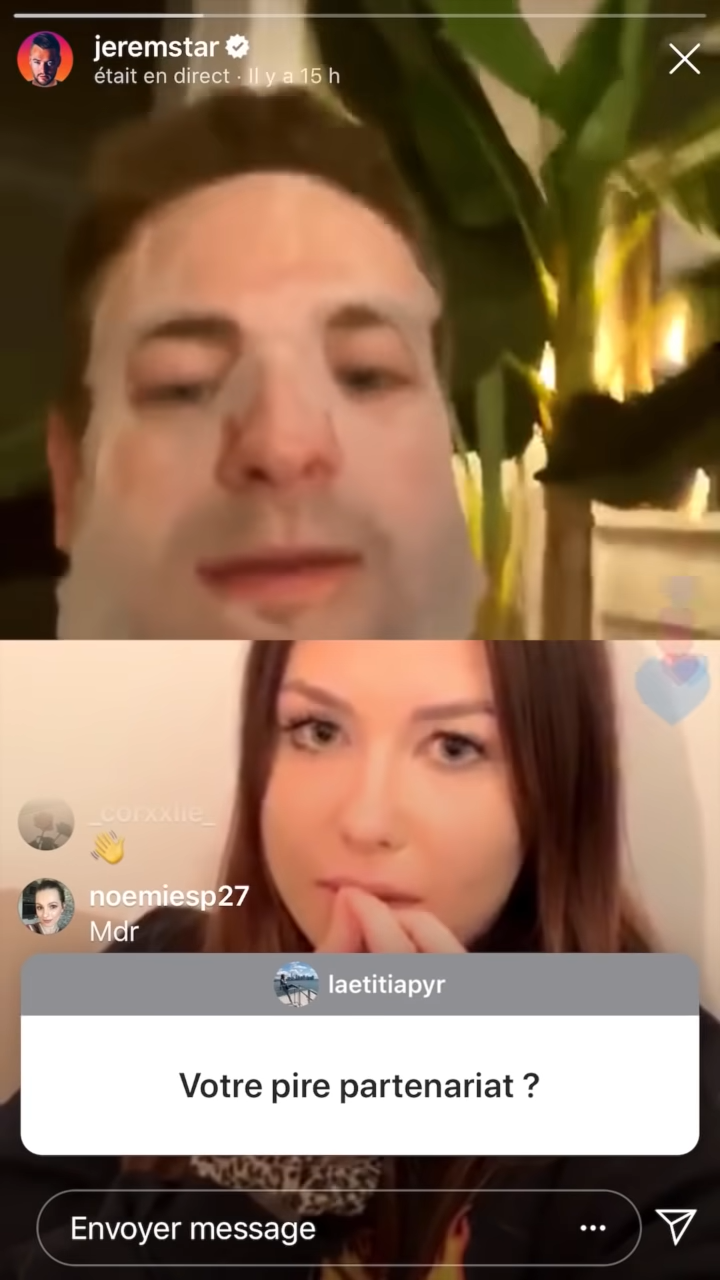 jeremstar
était en direct · Il y a 15 h
_corxxlie_
👋
noemiesp27
Mdr
laetitiapyr
Votre pire partenariat ?
Envoyer message